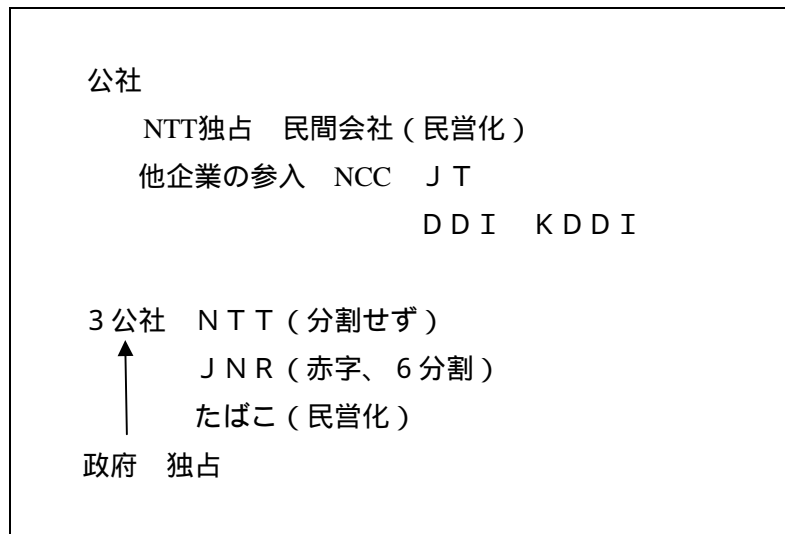 公社
NTT独占　民間会社（民営化）
他企業の参入　NCC　ＪＴ
ＤＤＩ　ＫＤＤＩ
３公社　ＮＴＴ（分割せず）
ＪＮＲ（赤字、６分割）
たばこ（民営化）
政府　独占